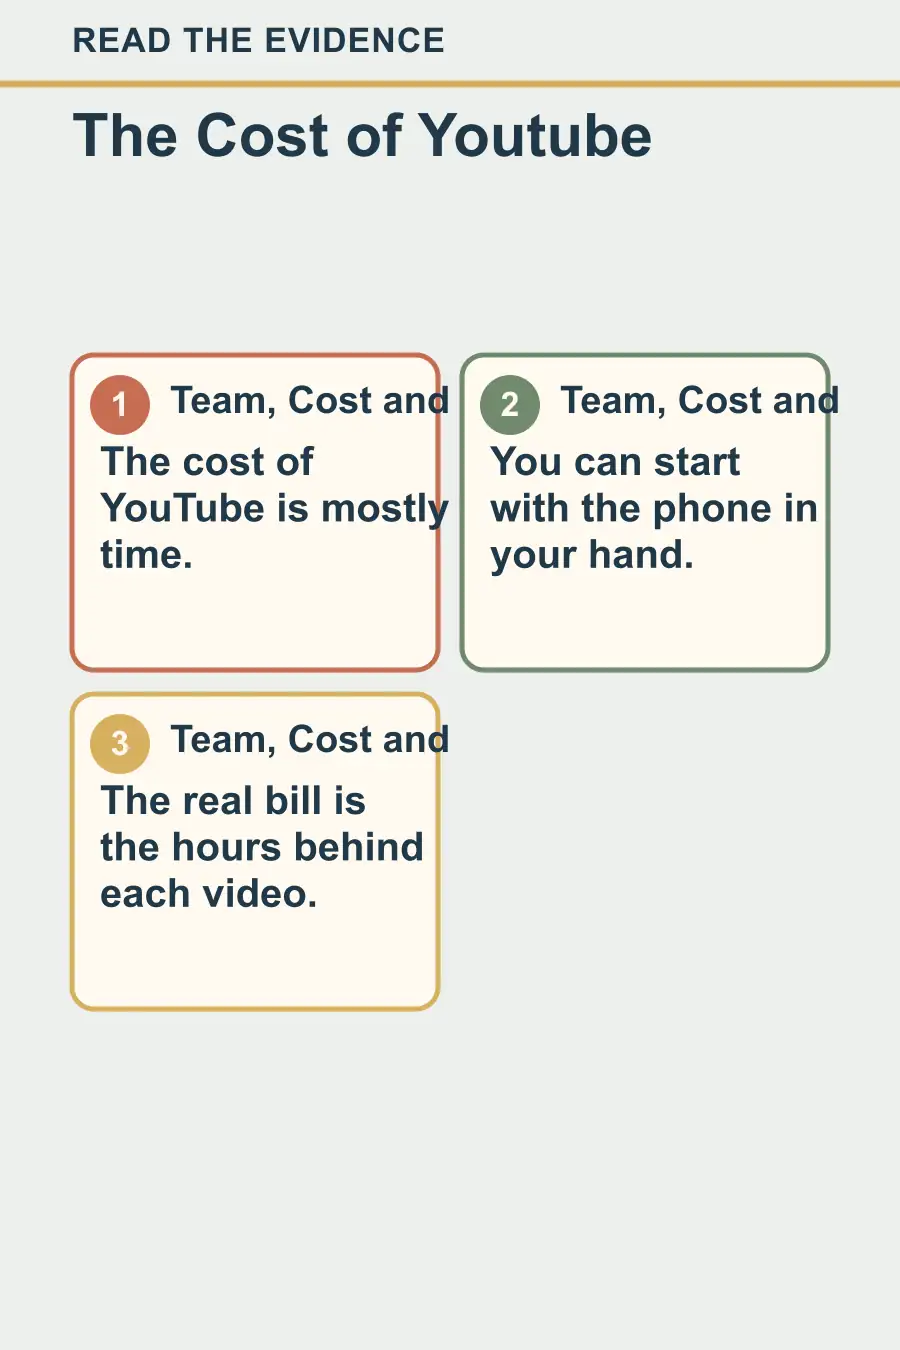 READ THE EVIDENCE
The Cost of Youtube
1
Team, Cost and
The cost of
YouTube is mostly
time.
2
Team, Cost and
You can start
with the phone in
your hand.
3
Team, Cost and
The real bill is
the hours behind
each video.